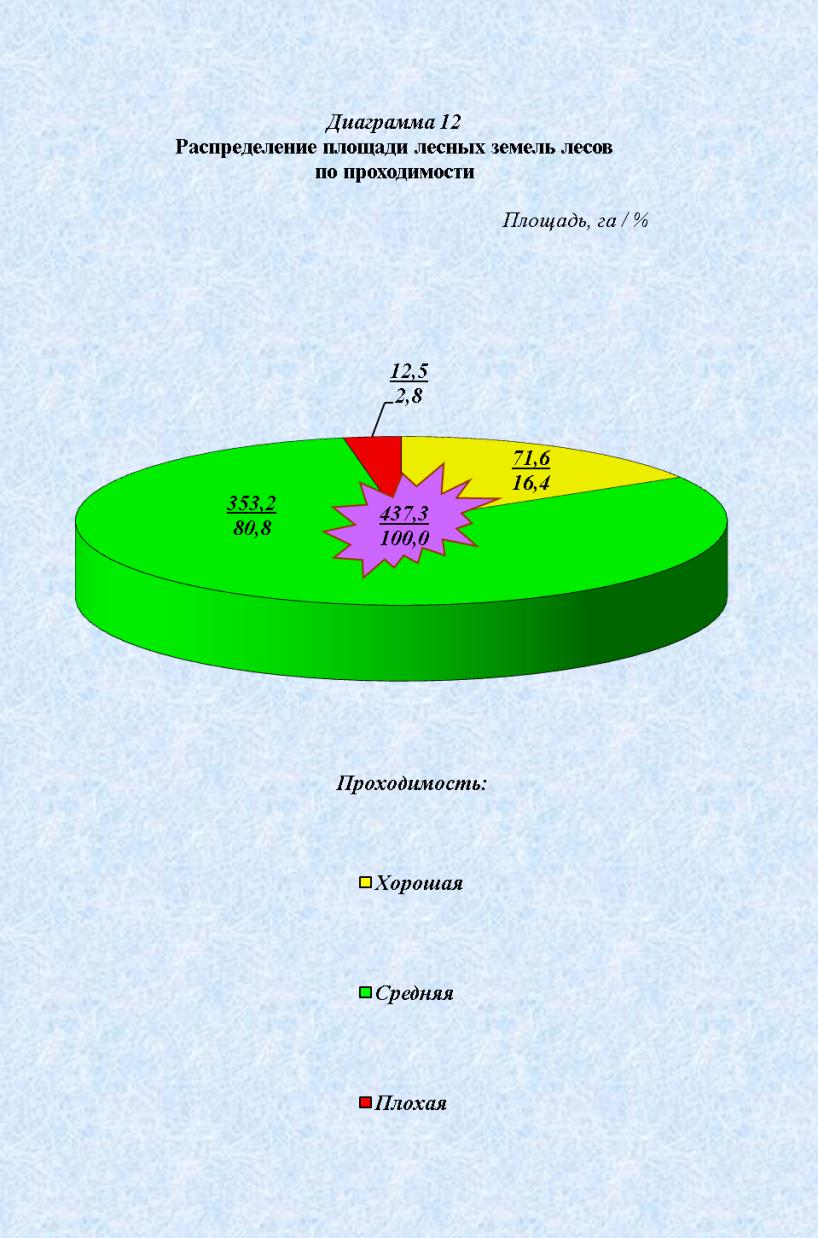 Диаграмма 12
Распределение площади лесных земель лесов
по проходимости
Площадь, га / %
12,5
2,8
71,6
16,4
353,2
80,8
437,3
100,0
Проходимость:
Хорошая
Средняя
Плохая